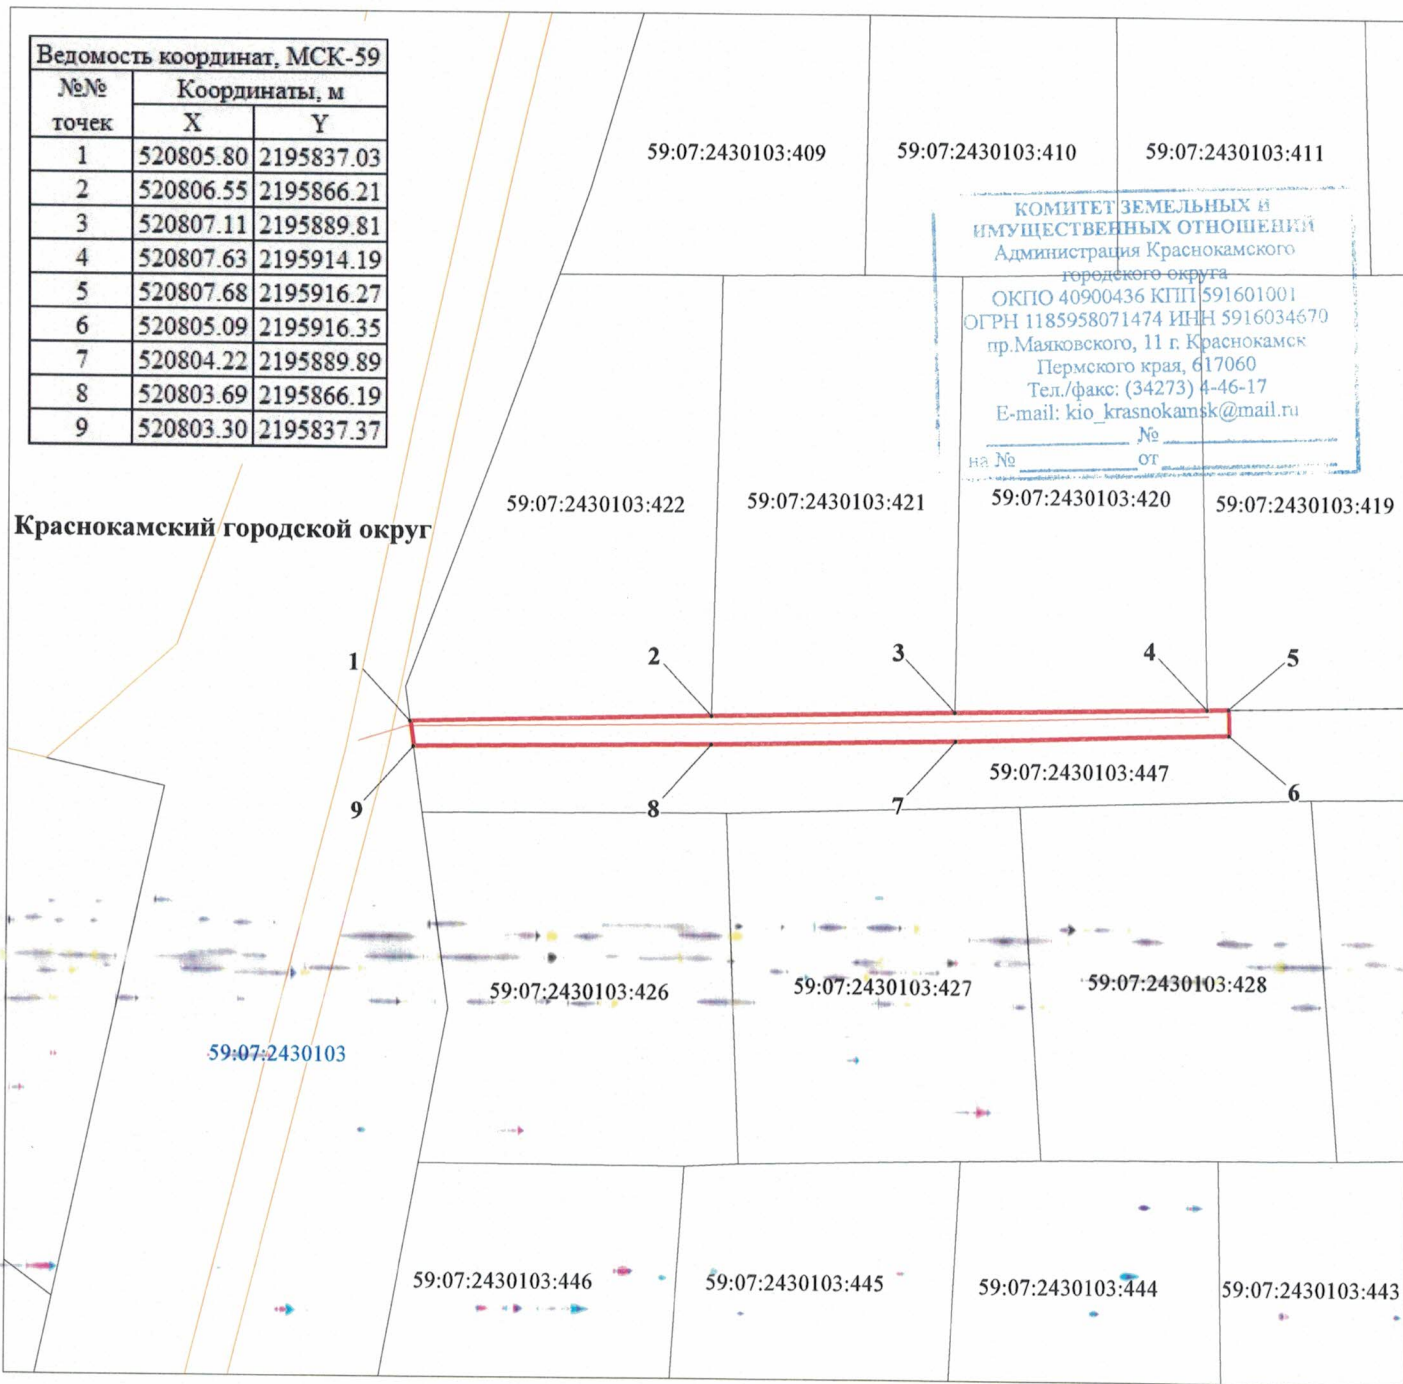 Ведомость координат, МСК-59
№№ точек Координаты, м
X Y
1 520805.80 2195837.03
2 520806.55 2195866.21
3 520807.11 2195889.81
4 520807.63 2195914.19
5 520807.68 2195916.27
6 520805.09 2195916.35
7 520804.22 2195889.89
8 520803.69 2195866.19
9 520803.30 2195837.37
59:07:2430103:409 59:07:2430103:410 59:07:2430103:411
КОМИТЕТ ЗЕМЕЛЬНЫХ И
ИМУЩЕСТВЕННЫХ ОТНОШЕНИЙ
Администрация Краснокамского
городского округа
ОКПО 40900436 КПП 591601001
ОГРН 1185958071474 ИНН 5916034670
пр.Маяковского, 11 г. Краснокамск
Пермского края, 617060
Тел./факс: (34273) 4-46-17
E-mail: kio_krasnokamsk@mail.ru
№
на № от
59:07:2430103:422 59:07:2430103:421 59:07:2430103:420 59:07:2430103:419
Краснокамский городской округ
1 2 3 4 5
59:07:2430103:447
9 8 7 6
59:07:2430103:426 59:07:2430103:427 59:07:2430103:428
59:07:2430103
59:07:2430103:446 59:07:2430103:445 59:07:2430103:444 59:07:2430103:443